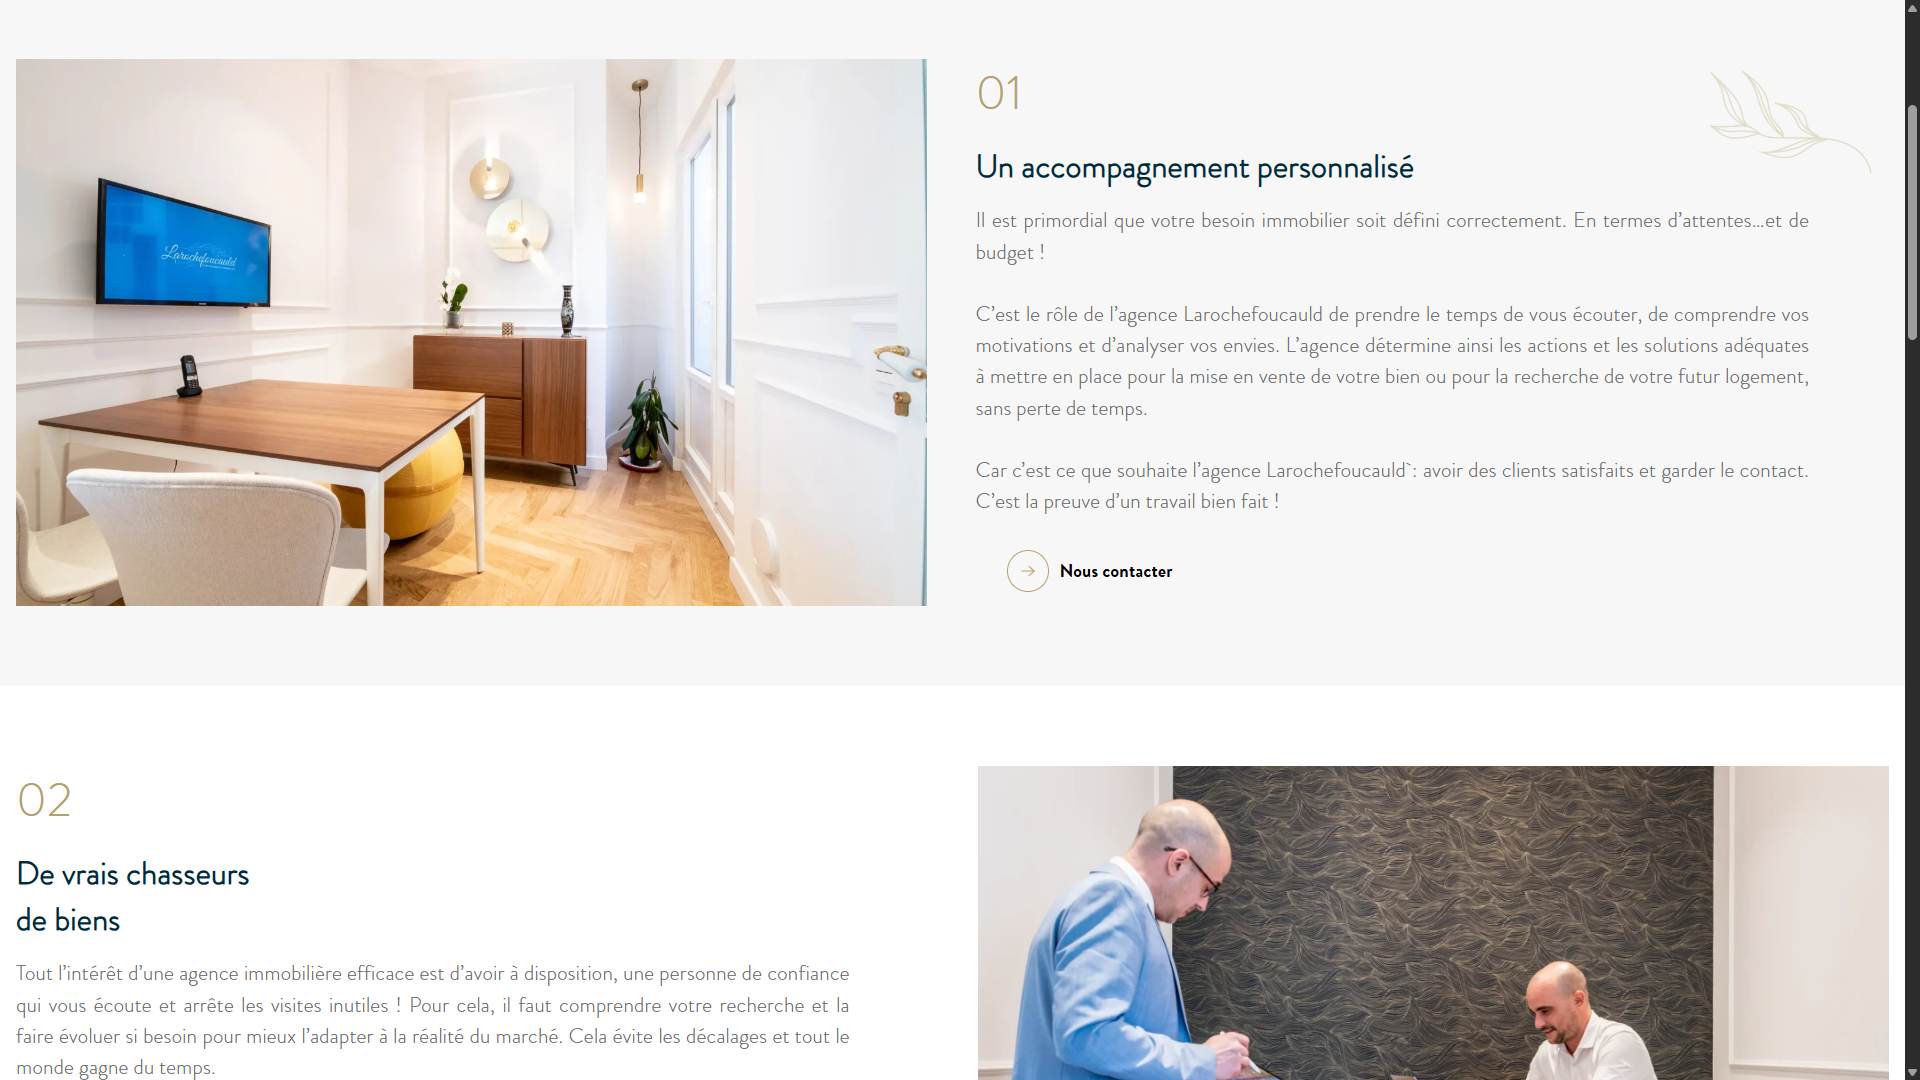 Larochefoucauld
01
Un accompagnement personnalisé
Il est primordial que votre besoin immobilier soit défini correctement. En termes d’attentes…et de
budget !
C’est le rôle de l’agence Larochefoucauld de prendre le temps de vous écouter, de comprendre vos
motivations et d’analyser vos envies. L’agence détermine ainsi les actions et les solutions adéquates
à mettre en place pour la mise en vente de votre bien ou pour la recherche de votre futur logement,
sans perte de temps.
Car c’est ce que souhaite l’agence Larochefoucauld`: avoir des clients satisfaits et garder le contact.
C’est la preuve d’un travail bien fait !
Nous contacter
02
De vrais chasseurs
de biens
Tout l’intérêt d’une agence immobilière efficace est d’avoir à disposition, une personne de confiance
qui vous écoute et arrête les visites inutiles ! Pour cela, il faut comprendre votre recherche et la
faire évoluer si besoin pour mieux l’adapter à la réalité du marché. Cela évite les décalages et tout le
monde gagne du temps.